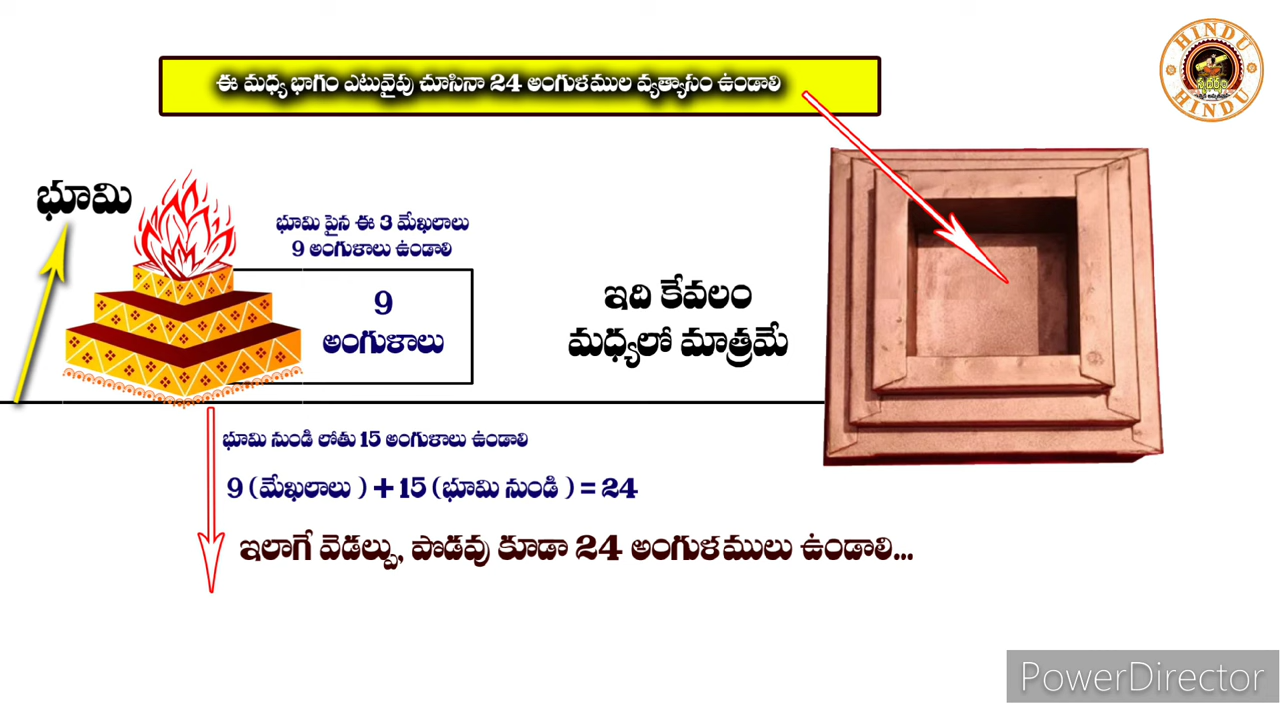 ఈ మధ్య భాగం ఎటువైపు చూసినా 24 అంగుళముల వ్యత్యాసం ఉండాలి
HINDU
HINDU
భూమి
భూమి పైన ఈ 3 మేఖలాలు
9 అంగుళాలు ఉండాలి
9
అంగుళాలు
ఇది కేవలం
మధ్యలో మాత్రమే
భూమి నుండి లోతు 15 అంగుళాలు ఉండాలి
9 (మేఖలాలు ) + 15 (భూమి నుండి ) = 24
ఇలాగే వెడల్పు, పొడవు కూడా 24 అంగుళములు ఉండాలి...
PowerDirector